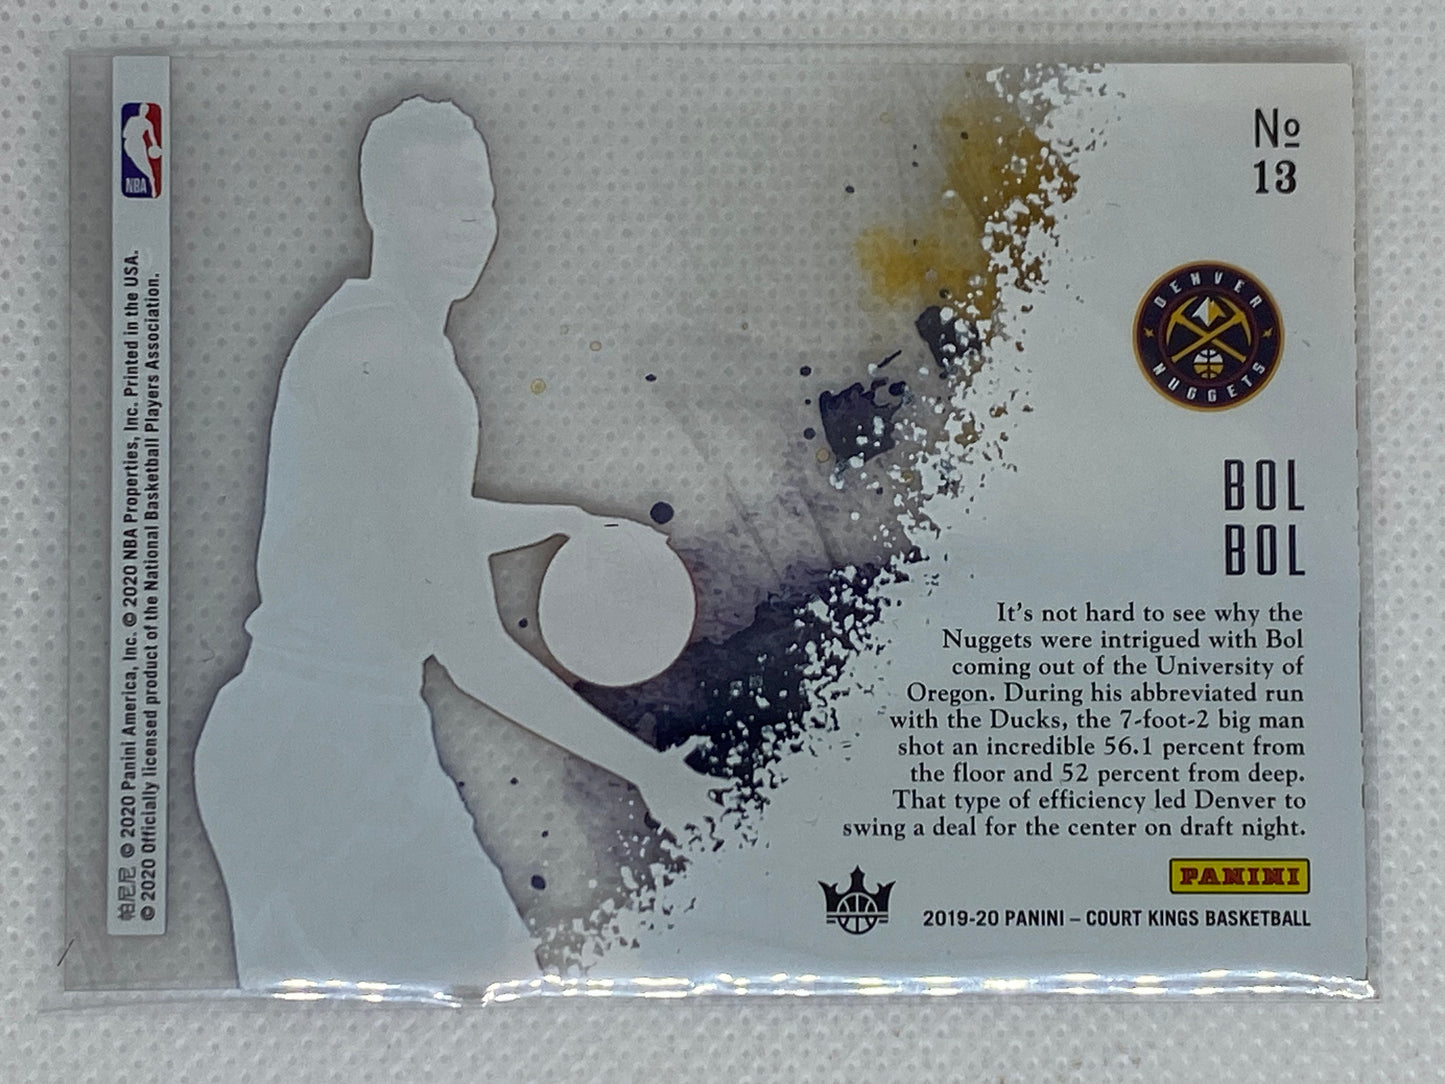 No
13
DENVER
NUGGETS
BOL
BOL
It's not hard to see why the
Nuggets were intrigued with Bol
coming out of the University of
Oregon. During his abbreviated run
with the Ducks, the 7-foot-2 big man
shot an incredible 56.1 percent from
the floor and 52 percent from deep.
That type of efficiency led Denver to
swing a deal for the center on draft night.
PANINI
2019-20 PANINI – COURT KINGS BASKETBALL
NBA
帕尼尼 © 2020 Panini America, Inc. © 2020 NBA Properties, Inc. Printed in the USA.
© 2020 Officially licensed product of the National Basketball Players Association.